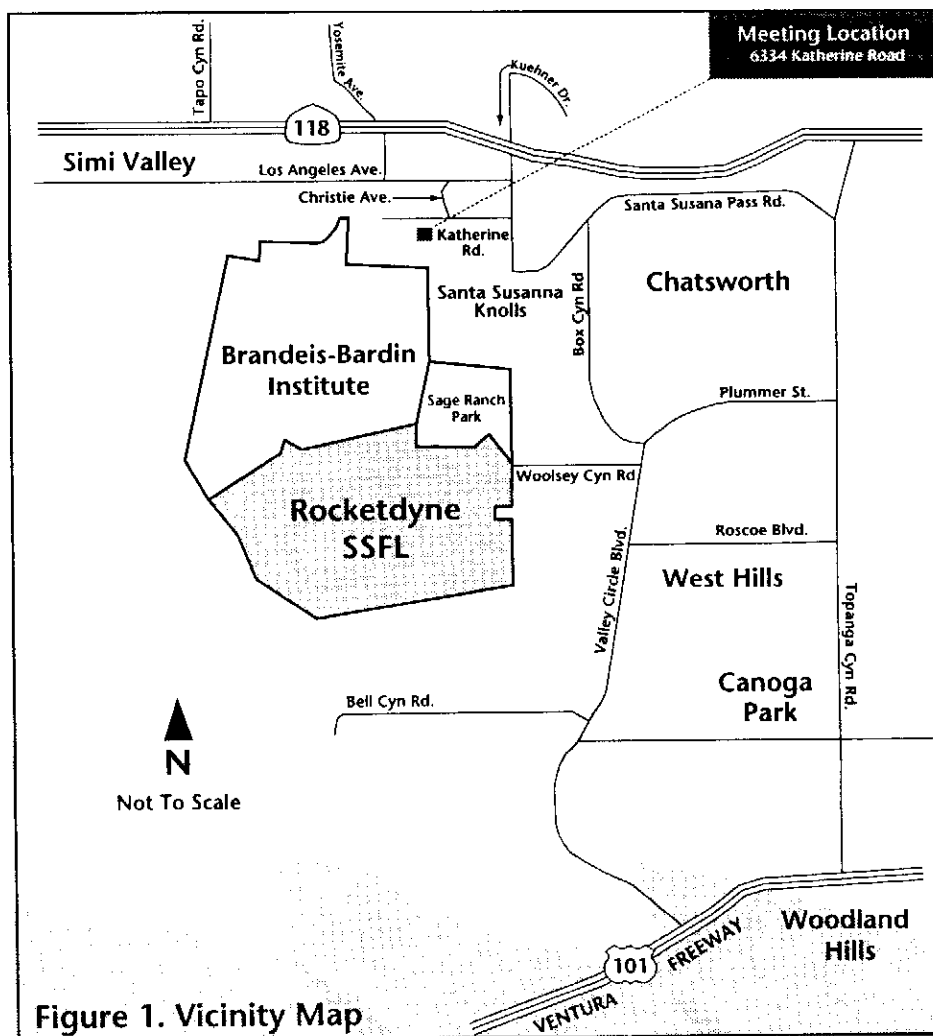 Meeting Location
6334 Katherine Road
Tapo Cyn Rd.
Yosemite Ave.
Kuehner Dr.
118
Simi Valley
Los Angeles Ave.
Christie Ave.
Santa Susana Pass Rd.
Katherine
Rd.
Santa Susanna
Knolls
Box Cyn Rd
Chatsworth
Brandeis-Bardin
Institute
Sage Ranch
Park
Plummer St.
Woolsey Cyn Rd
Rocketdyne
SSFL
Roscoe Blvd.
Valley Circle Blvd.
West Hills
Topanga Cyn Rd.
Canoga
Park
Bell Cyn Rd.
N
Not To Scale
Woodland
Hills
101
VENTURA FREEWAY
Figure 1. Vicinity Map